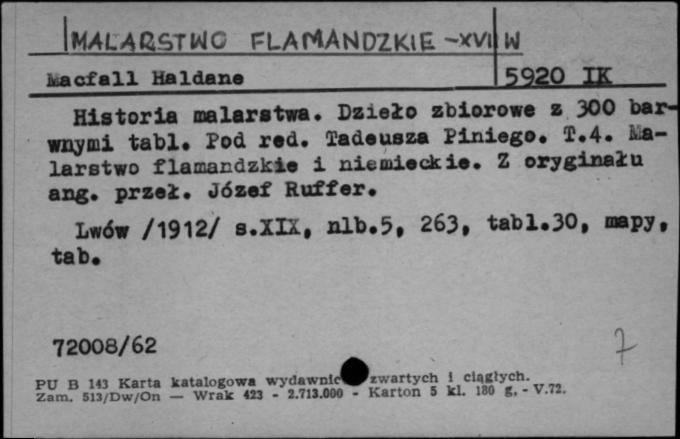 MALARSTWO FLAMANDZKIE - XVII W
Macfall Haldane
5920 IK
Historia malarstwa. Dzieło zbiorowe z 300 bar-
wnymi tabl. Pod red. Tadeusza Piniego. T.4. Ma-
larstwo flamandzkie i niemieckie. Z oryginału
ang. przeł. Józef Ruffer.
Lwów /1912/ s.XIX, nlb.5, 263, tabl.30, mapy,
tab.
72008/62
7
PU B 143 Karta katalogowa wydawnic zwartych i ciągłych.
Zam. 513/Dw/On — Wrak 423 - 2.713.000 - Karton 5 kl. 180 g. - V.72.